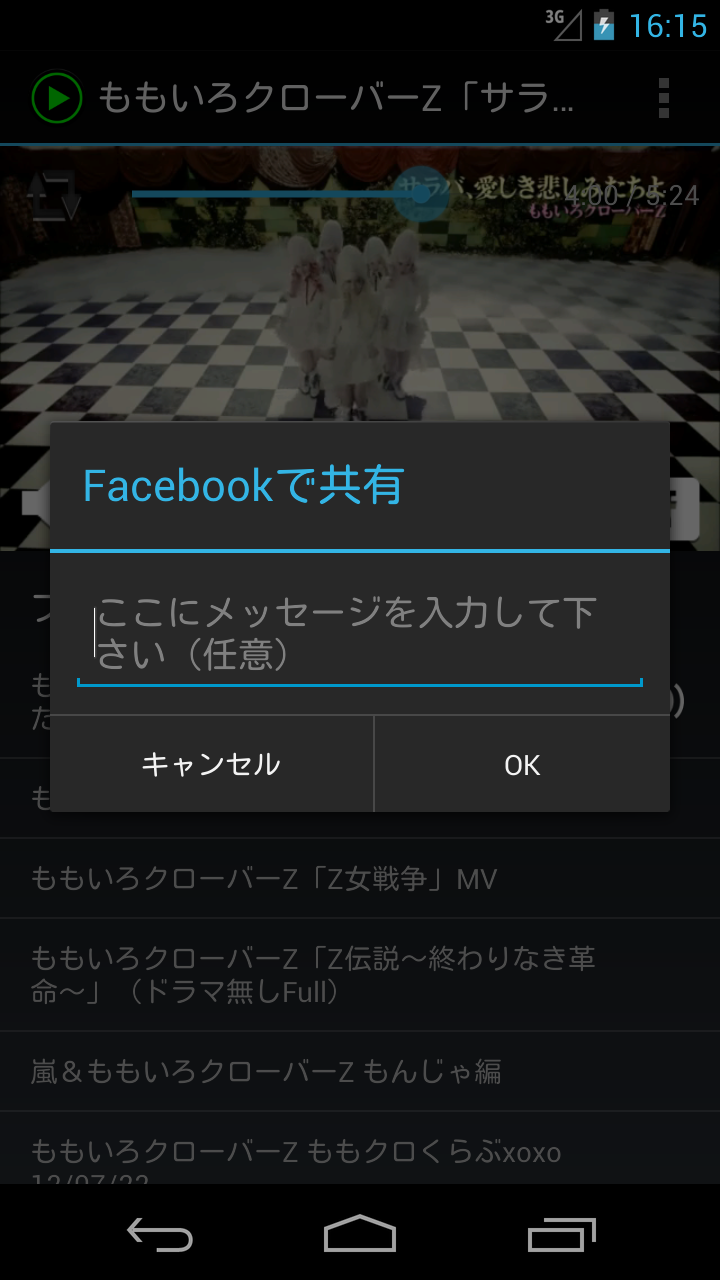 3G 16:15
ももいろクローバーZ「サラ…
サラバ、愛しき悲しみたちよ
ももいろクローバーZ
4:00 / 5:24
Facebookで共有
ここにメッセージを入力して下
さい（任意）
も
た
キャンセル OK
も
ももいろクローバーZ「Z女戦争」MV
ももいろクローバーZ「Z伝説〜終わりなき革
命〜」（ドラマ無しFull）
嵐＆ももいろクローバーZ もんじゃ編
ももいろクローバーZ ももクロくらぶxoxo
12/07/22